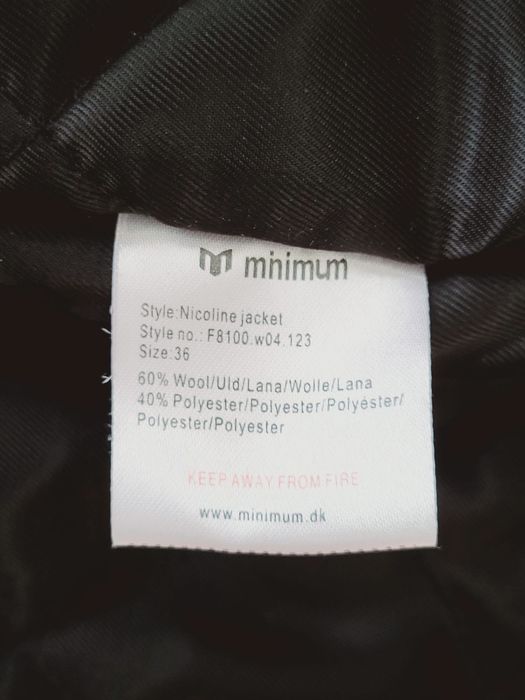 minimum
Style:Nicoline jacket
Style no.: F8100.w04.123
Size:36
60% Wool/Uld/Lana/Wolle/Lana
40% Polyester/Polyester/Polyester/
Polyester/Polyester
KEEP AWAY FROM FIRE
www.minimum.dk